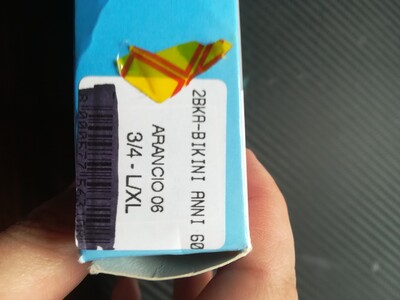 2BKA-BIKINI ANNI 60
ARANCIO 06
3/4 - L/XL